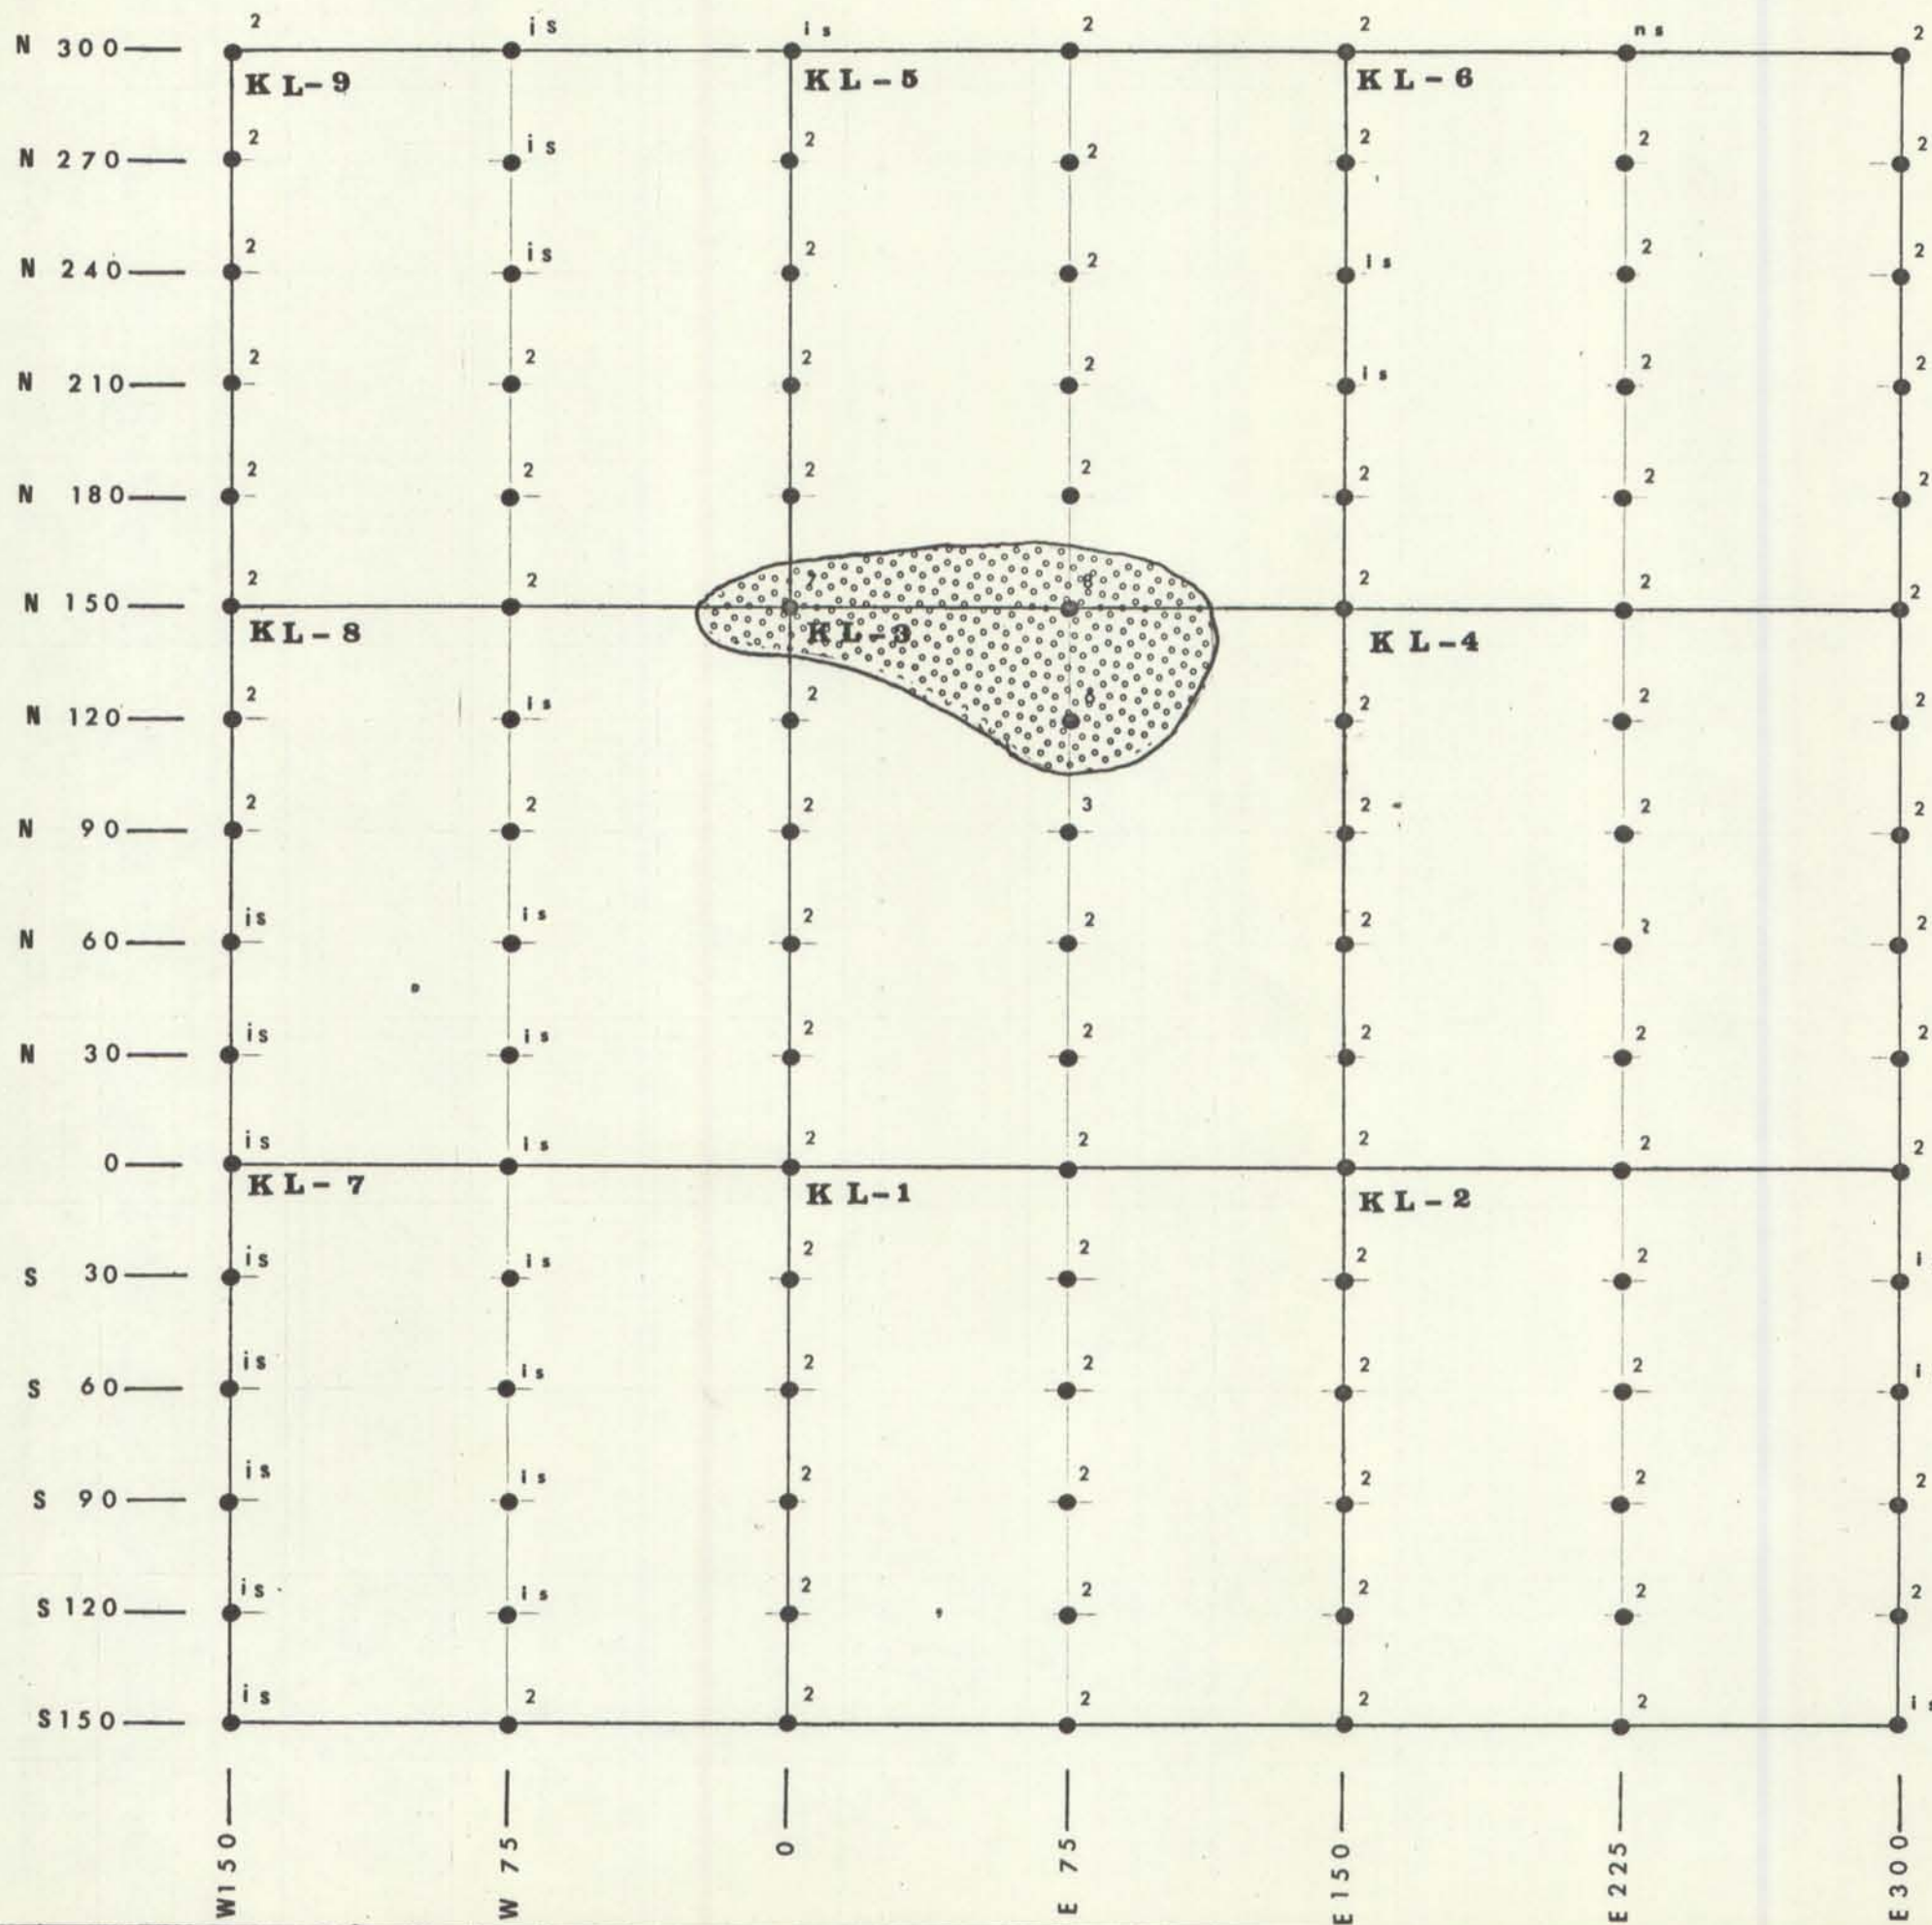 2 is is 2 2 ns 2
N 300
KL-9 KL-5 KL-6
2 is 2 2 2 2 2
N 270
2 is 2 2 is 2 2
N 240
2 2 2 2 is 2 2
N 210
2 2 2 2 2 2 2
N 180
2 2 7 8 2 2 2
N 150
KL-8 KL-3 KL-4
2 is 2 2 2 2
N 120
2 2 2 3 2 2 2
N 90
is is 2 2 2 2
N 60
is is 2 2 2 2 2
N 30
is is 2 2 2 2 2
0
KL-7 KL-1 KL-2
is is 2 2 2 2 i
S 30
is is 2 2 2 2 i
S 60
is is 2 2 2 2 2
S 90
is is 2 2 2 2 2
S 120
is 2 2 2 2 2 is
S 150
W150 W 75 0 E 75 E 150 E 225 E 300